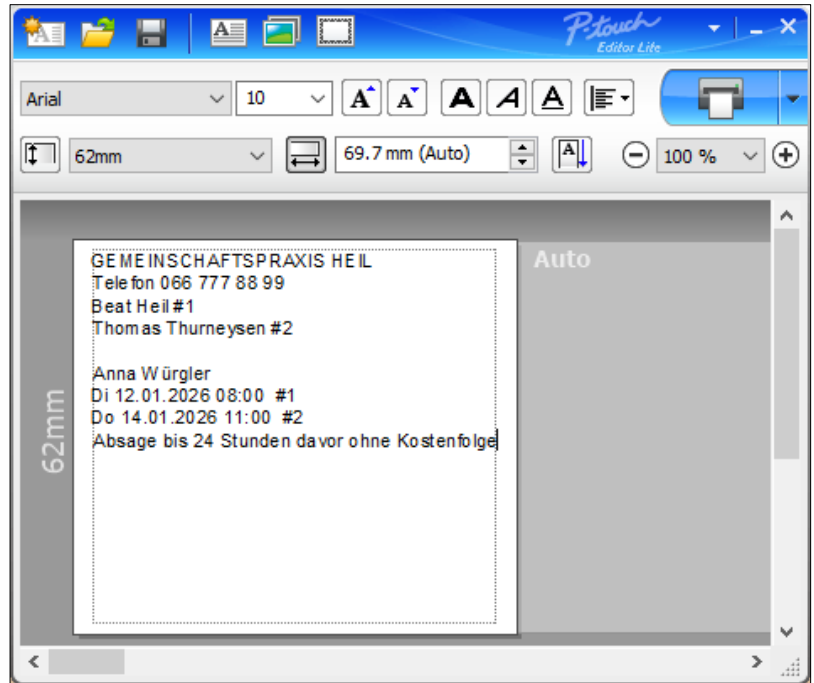 P-touch
Editor Lite
Arial
10
A A A A A
62mm
69.7 mm (Auto)
A
100 %
Auto
62mm
GEMEINSCHAFTSPRAXIS HEIL
Telefon 066 777 88 99
Beat Heil #1
Thomas Thurneysen #2
Anna Würgler
Di 12.01.2026 08:00 #1
Do 14.01.2026 11:00 #2
Absage bis 24 Stunden davor ohne Kostenfolge